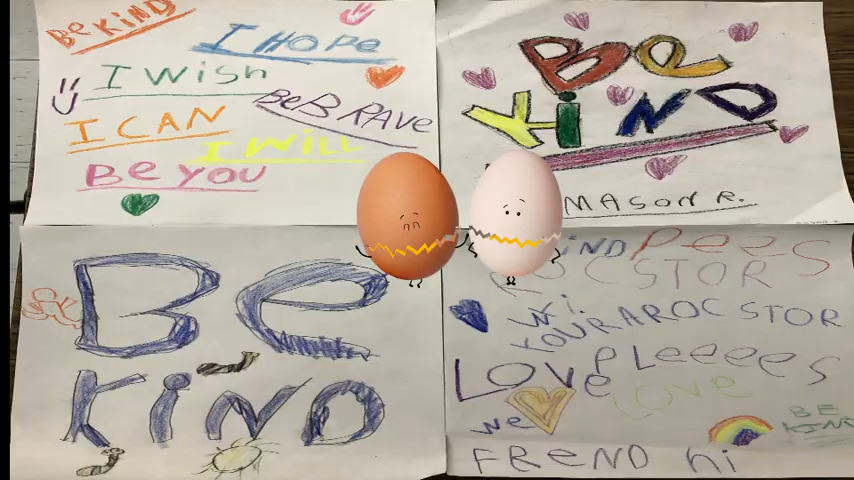 Be KIND
I HOPe
I WisH
BeBRAVe
I CAN
I WILL
Be YOU
Be
KiND
MASON R.
Be
KiND
KiND Pees
ROCSTOR
Wi.
YOURAROCSTOR
PLeeees
LOVe
LOVe
we
BE
KIND
FReND hi